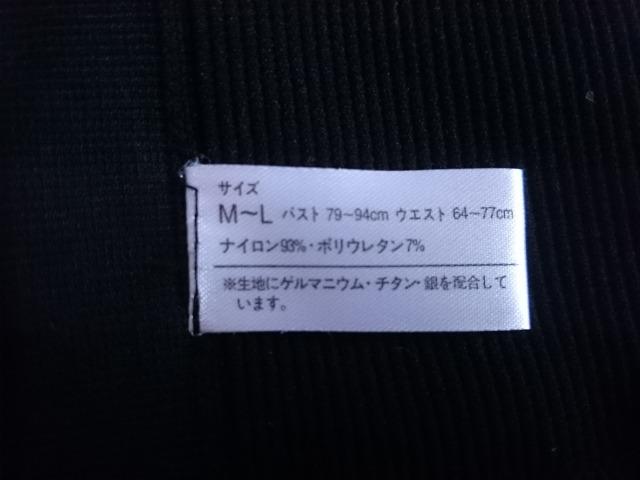 サイズ
M〜L バスト 79〜94cm ウエスト 64〜77cm
ナイロン93%・ポリウレタン7%
※生地にゲルマニウム・チタン・銀を配合して
います。